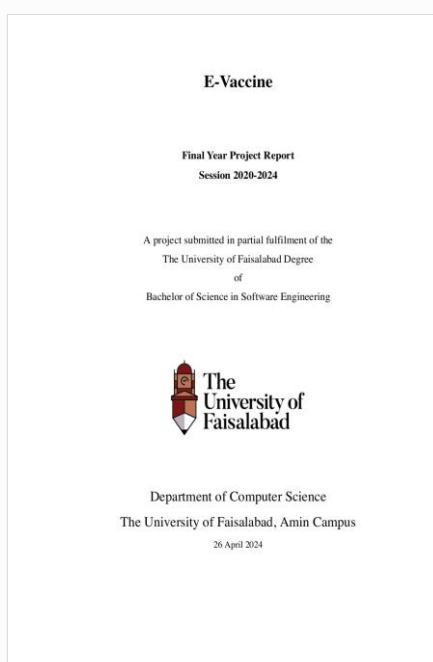 E-Vaccine
Final Year Project Report
Session 2020-2024
A project submitted in partial fulfilment of the
The University of Faisalabad Degree
of
Bachelor of Science in Software Engineering
The
University of
Faisalabad
Department of Computer Science
The University of Faisalabad, Amin Campus
26 April 2024